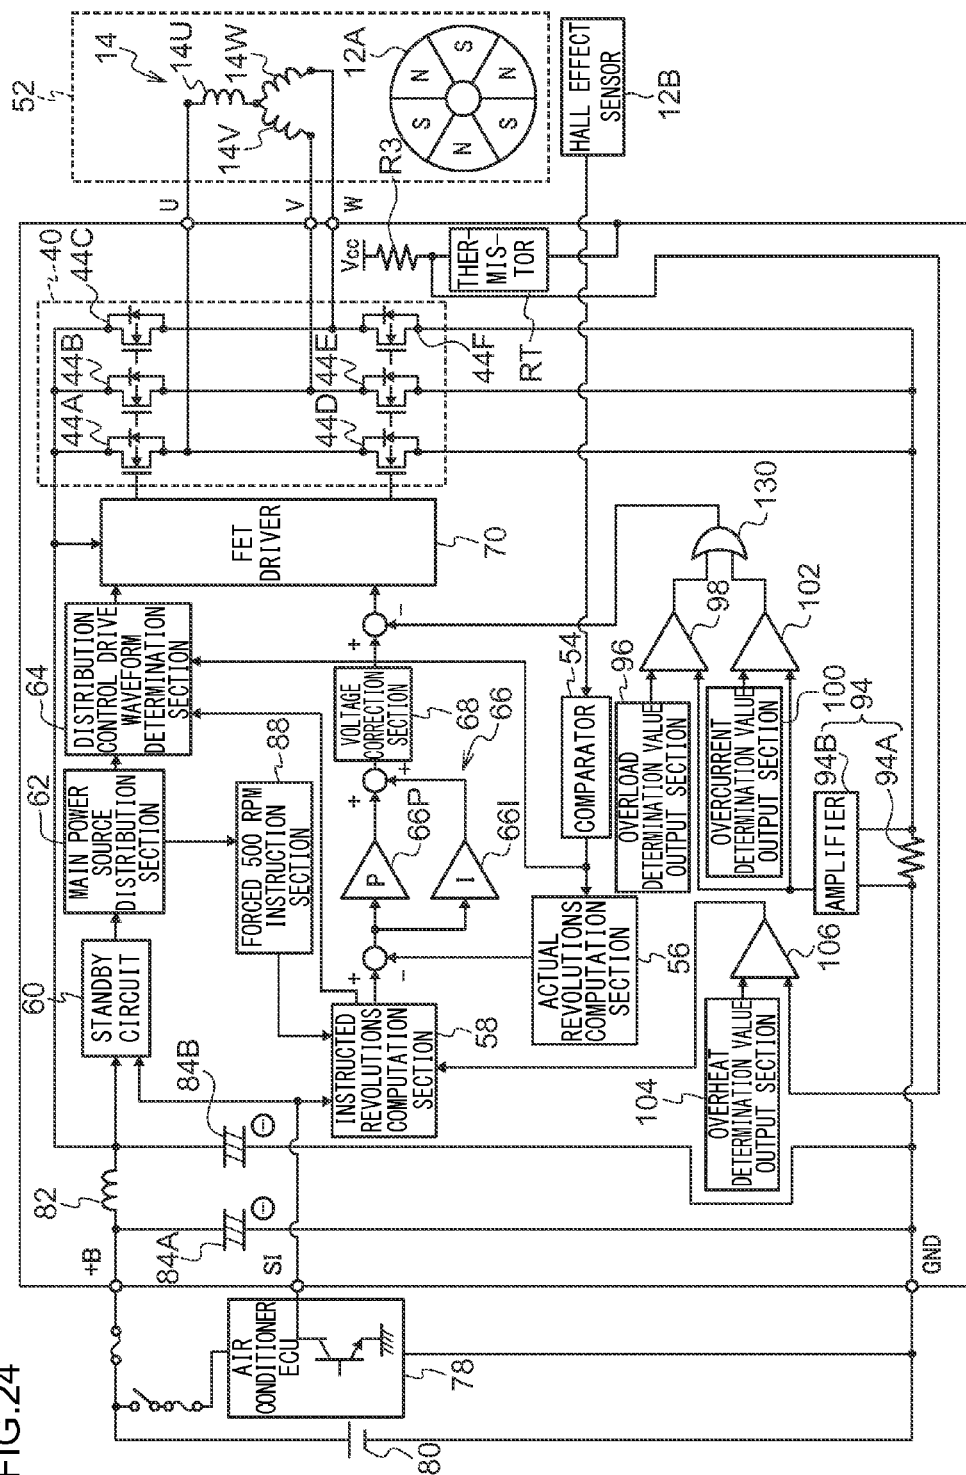 FIG.24
52
14
14U
14W
14V
12A
N
S
N
S
N
S
HALL EFFECT
SENSOR
12B
U
V
W
R3
Vcc
THER-
MIS-
TOR
RT
40
44C
44B
44A
44F
44E
44D
FET
DRIVER
70
130
98
102
64
DISTRIBUTION
CONTROL DRIVE
WAVEFORM
DETERMINATION
SECTION
62
MAIN POWER
SOURCE
DISTRIBUTION
SECTION
88
FORCED 500 RPM
INSTRUCTION
SECTION
60
STANDBY
CIRCUIT
VOLTAGE
CORRECTION
SECTION
68
66
66P
P
66I
I
+
-
+
+
+
-
54
COMPARATOR
96
OVERLOAD
DETERMINATION VALUE
OUTPUT SECTION
100
OVERCURRENT
DETERMINATION VALUE
OUTPUT SECTION
94
94B
94A
AMPLIFIER
ACTUAL
REVOLUTIONS
COMPUTATION
SECTION
56
INSTRUCTED
REVOLUTIONS
COMPUTATION
SECTION
58
106
104
OVERHEAT
DETERMINATION VALUE
OUTPUT SECTION
82
84B
84A
+B
SI
GND
AIR
CONDITIONER
ECU
78
80